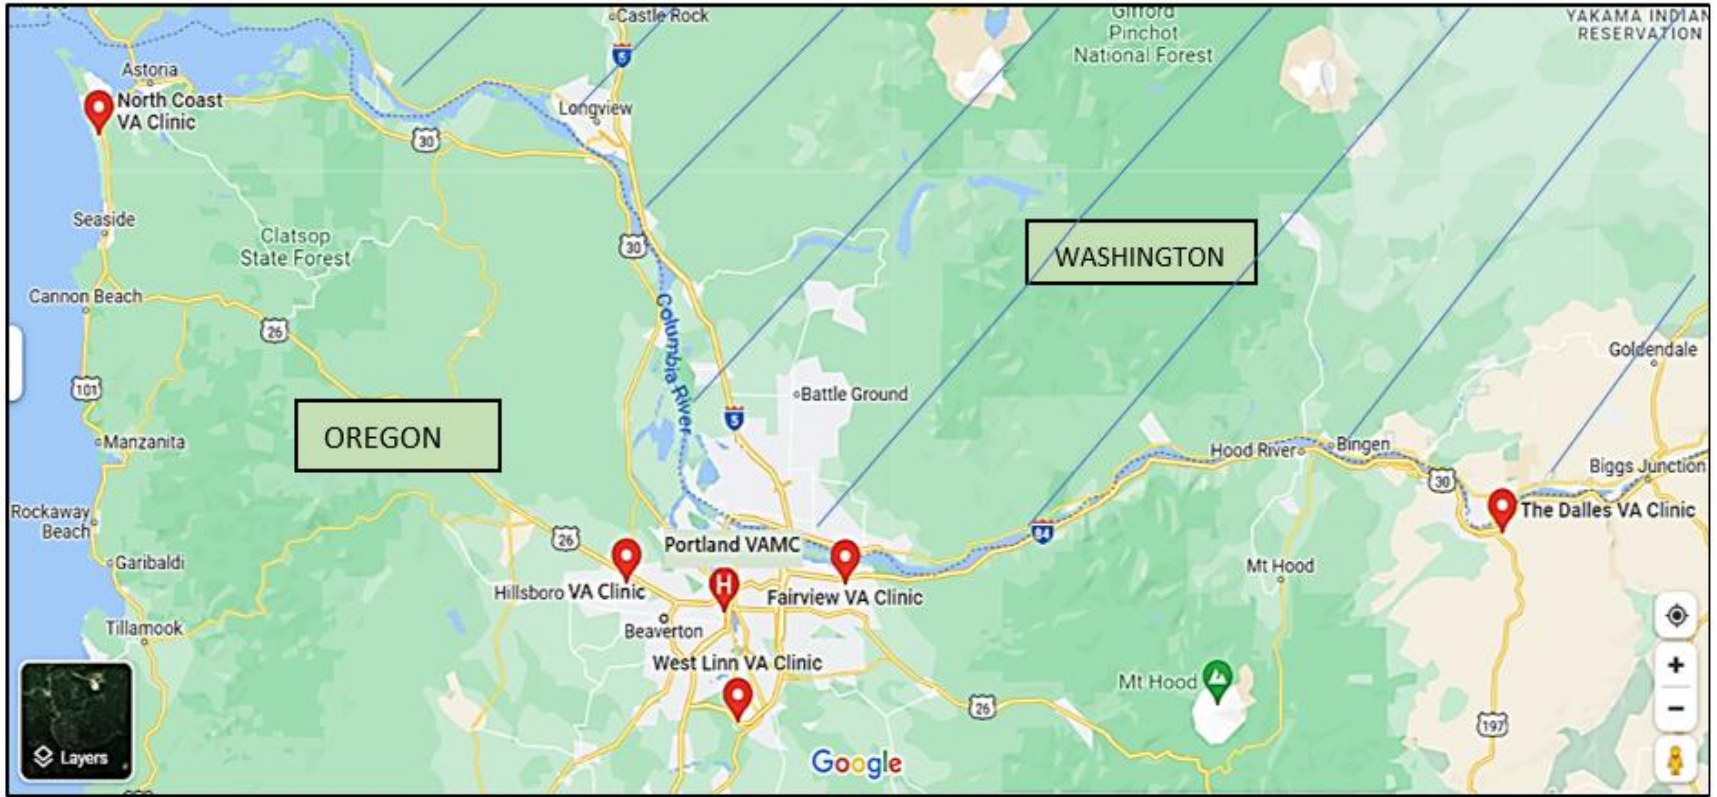 Castle Rock
Gifford
Pinchot
National Forest
YAKAMA INDIAN
RESERVATION
5
Astoria
North Coast
VA Clinic
Longview
30
Seaside
Clatsop
State Forest
30
WASHINGTON
Cannon Beach
26
Columbia River
Goldendale
101
Battle Ground
5
OREGON
Manzanita
Hood River
Bingen
Biggs Junction
30
Rockaway
Beach
The Dalles VA Clinic
26
Portland VAMC
84
Garibaldi
Mt Hood
Hillsboro VA Clinic
H
Fairview VA Clinic
Tillamook
Beaverton
West Linn VA Clinic
+
Mt Hood
26
−
197
Layers
Google